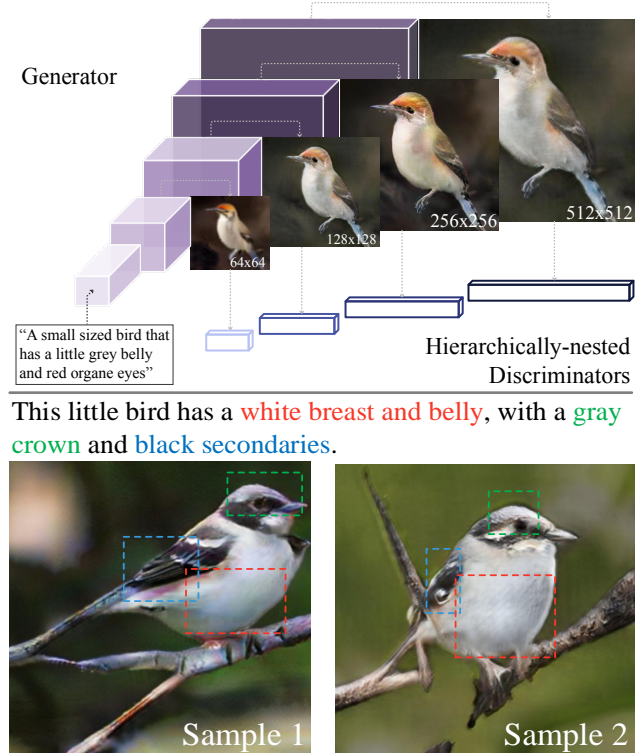 Generator
64x64
128x128
256x256
512x512
“A small sized bird that
has a little grey belly
and red organe eyes”
Hierarchically-nested
Discriminators
This little bird has a white breast and belly, with a gray
crown and black secondaries.
Sample 1
Sample 2